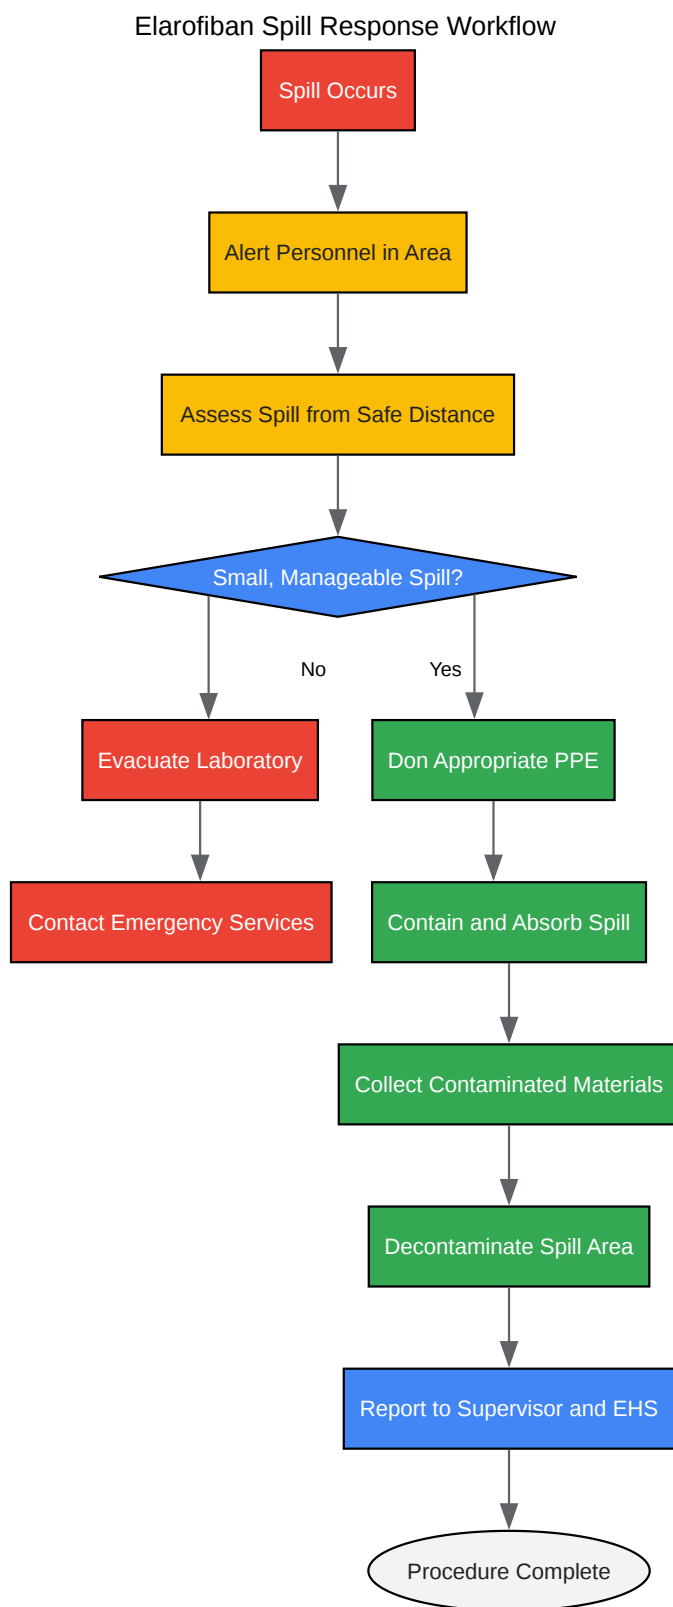 Elarofiban Spill Response Workflow
Spill Occurs
Alert Personnel in Area
Assess Spill from Safe Distance
Small, Manageable Spill?
No
Yes
Evacuate Laboratory
Don Appropriate PPE
Contact Emergency Services
Contain and Absorb Spill
Collect Contaminated Materials
Decontaminate Spill Area
Report to Supervisor and EHS
Procedure Complete